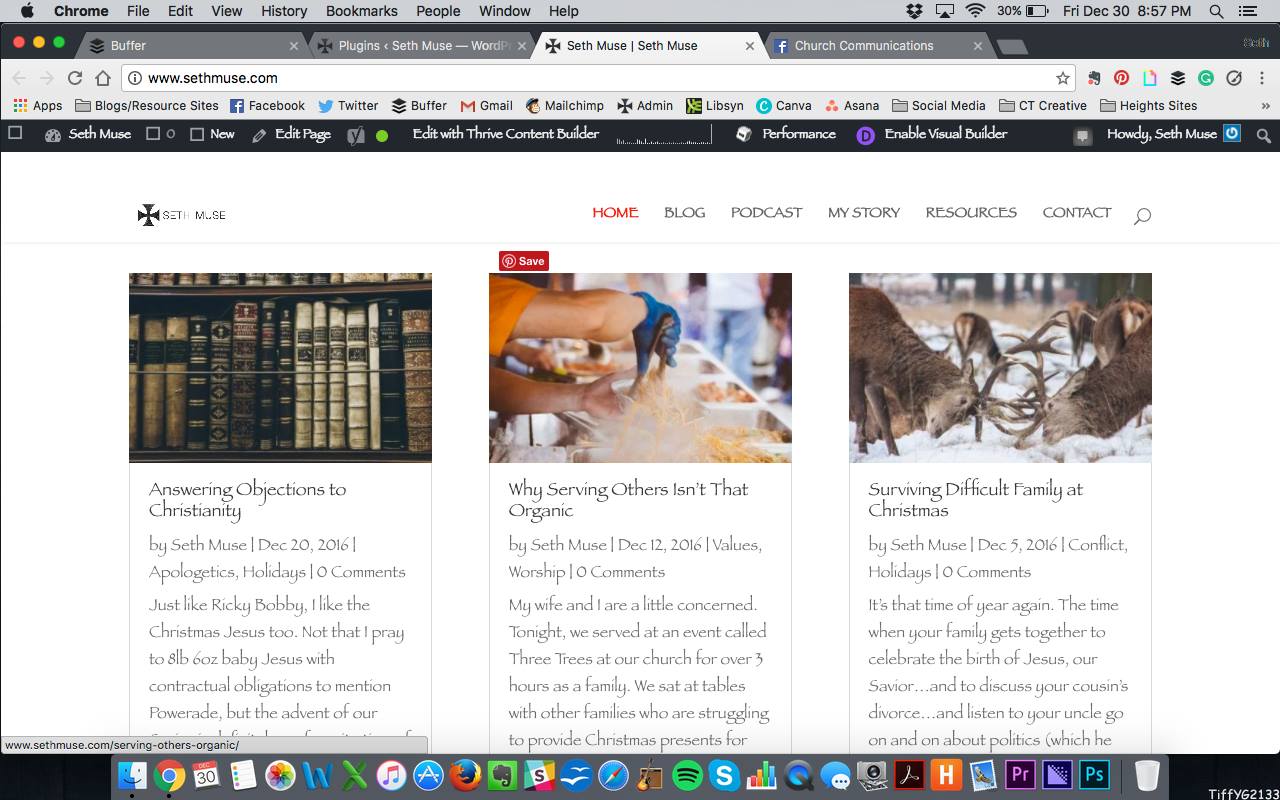 Chrome File Edit View History Bookmarks People Window Help 30% Fri Dec 30 8:57 PM
Buffer Plugins ‹ Seth Muse — WordPr Seth Muse | Seth Muse Church Communications Seth
www.sethmuse.com
Apps Blogs/Resource Sites Facebook Twitter Buffer Gmail Mailchimp Admin Libsyn Canva Asana Social Media CT Creative Heights Sites »
Seth Muse 0 New Edit Page Edit with Thrive Content Builder Performance D Enable Visual Builder Howdy, Seth Muse
SETH MUSE HOME BLOG PODCAST MY STORY RESOURCES CONTACT
Save
Answering Objections to
Christianity
by Seth Muse | Dec 20, 2016 |
Apologetics, Holidays | 0 Comments
Just like Ricky Bobby, I like the
Christmas Jesus too. Not that I pray
to 8lb 6oz baby Jesus with
contractual obligations to mention
Powerade, but the advent of our
Why Serving Others Isn't That
Organic
by Seth Muse | Dec 12, 2016 | Values,
Worship | 0 Comments
My wife and I are a little concerned.
Tonight, we served at an event called
Three Trees at our church for over 3
hours as a family. We sat at tables
with other families who are struggling
to provide Christmas presents for
Surviving Difficult Family at
Christmas
by Seth Muse | Dec 5, 2016 | Conflict,
Holidays | 0 Comments
It's that time of year again. The time
when your family gets together to
celebrate the birth of Jesus, our
Savior...and to discuss your cousin's
divorce...and listen to your uncle go
on and on about politics (which he
www.sethmuse.com/serving-others-organic/
DEC
30
H
Pr
Ps
TiffYG2133